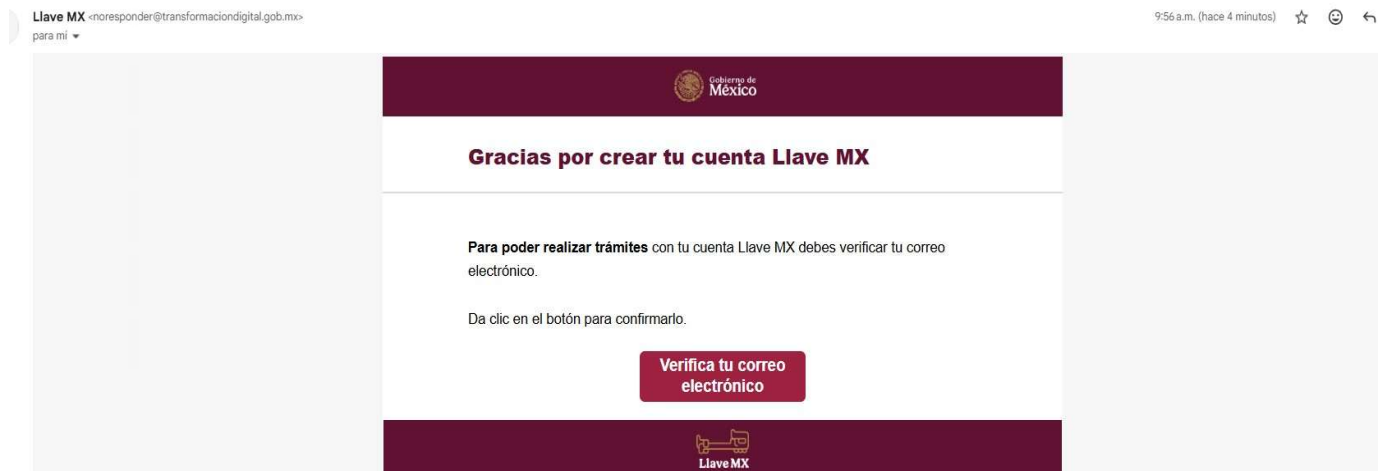 Llave MX <noresponder@transformaciondigital.gob.mx>
9:56 a.m. (hace 4 minutos)
para mí
Gobierno de
México
Gracias por crear tu cuenta Llave MX
Para poder realizar trámites con tu cuenta Llave MX debes verificar tu correo
electrónico.
Da clic en el botón para confirmarlo.
Verifica tu correo
electrónico
Llave MX